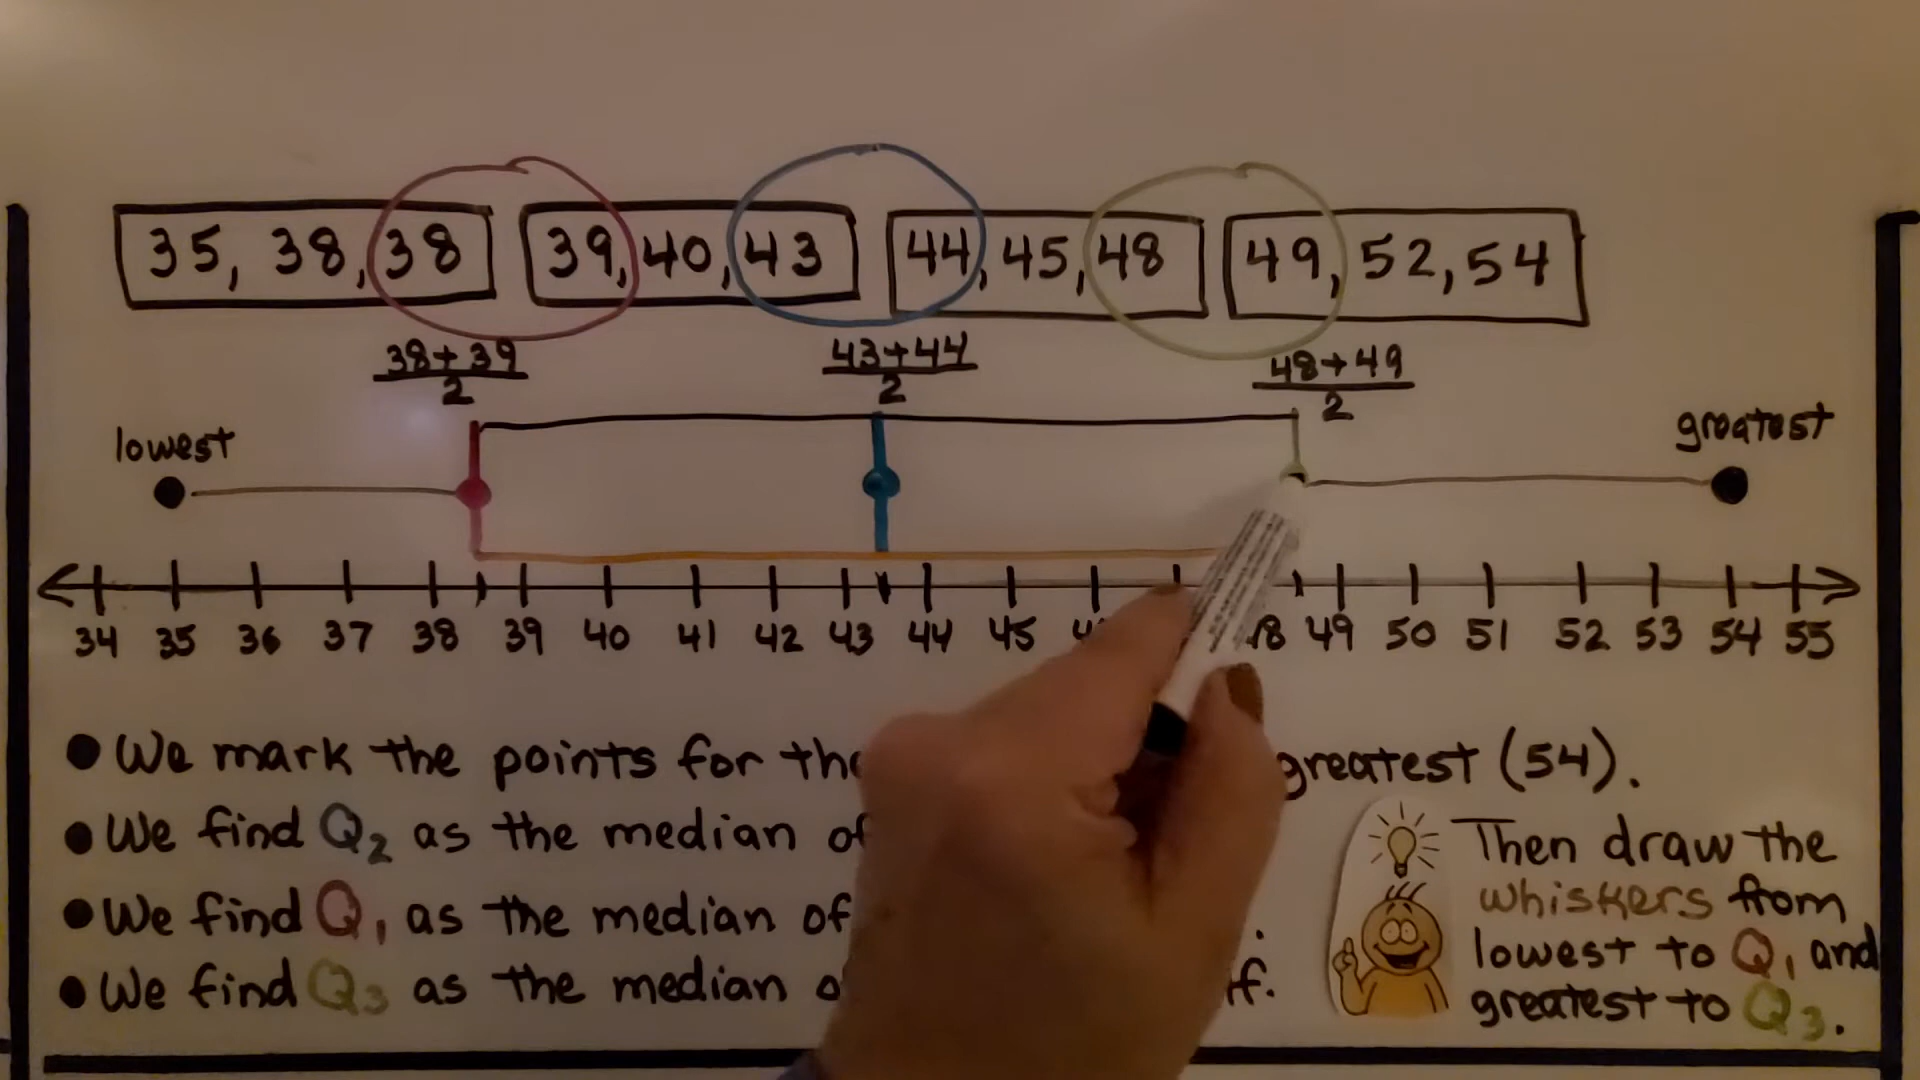 35, 38, 38 39, 40, 43 44, 45, 48 49, 52, 54
38+39 43+44 48+49
2 2 2
lowest greatest
34 35 36 37 38 39 40 41 42 43 44 45 49 50 51 52 53 54 55
● We mark the points for the greatest (54).
● We find Q2 as the median of
● We find Q1 as the median of .
● We find Q3 as the median
Then draw the
whiskers from
lowest to Q1 and
greatest to Q3.